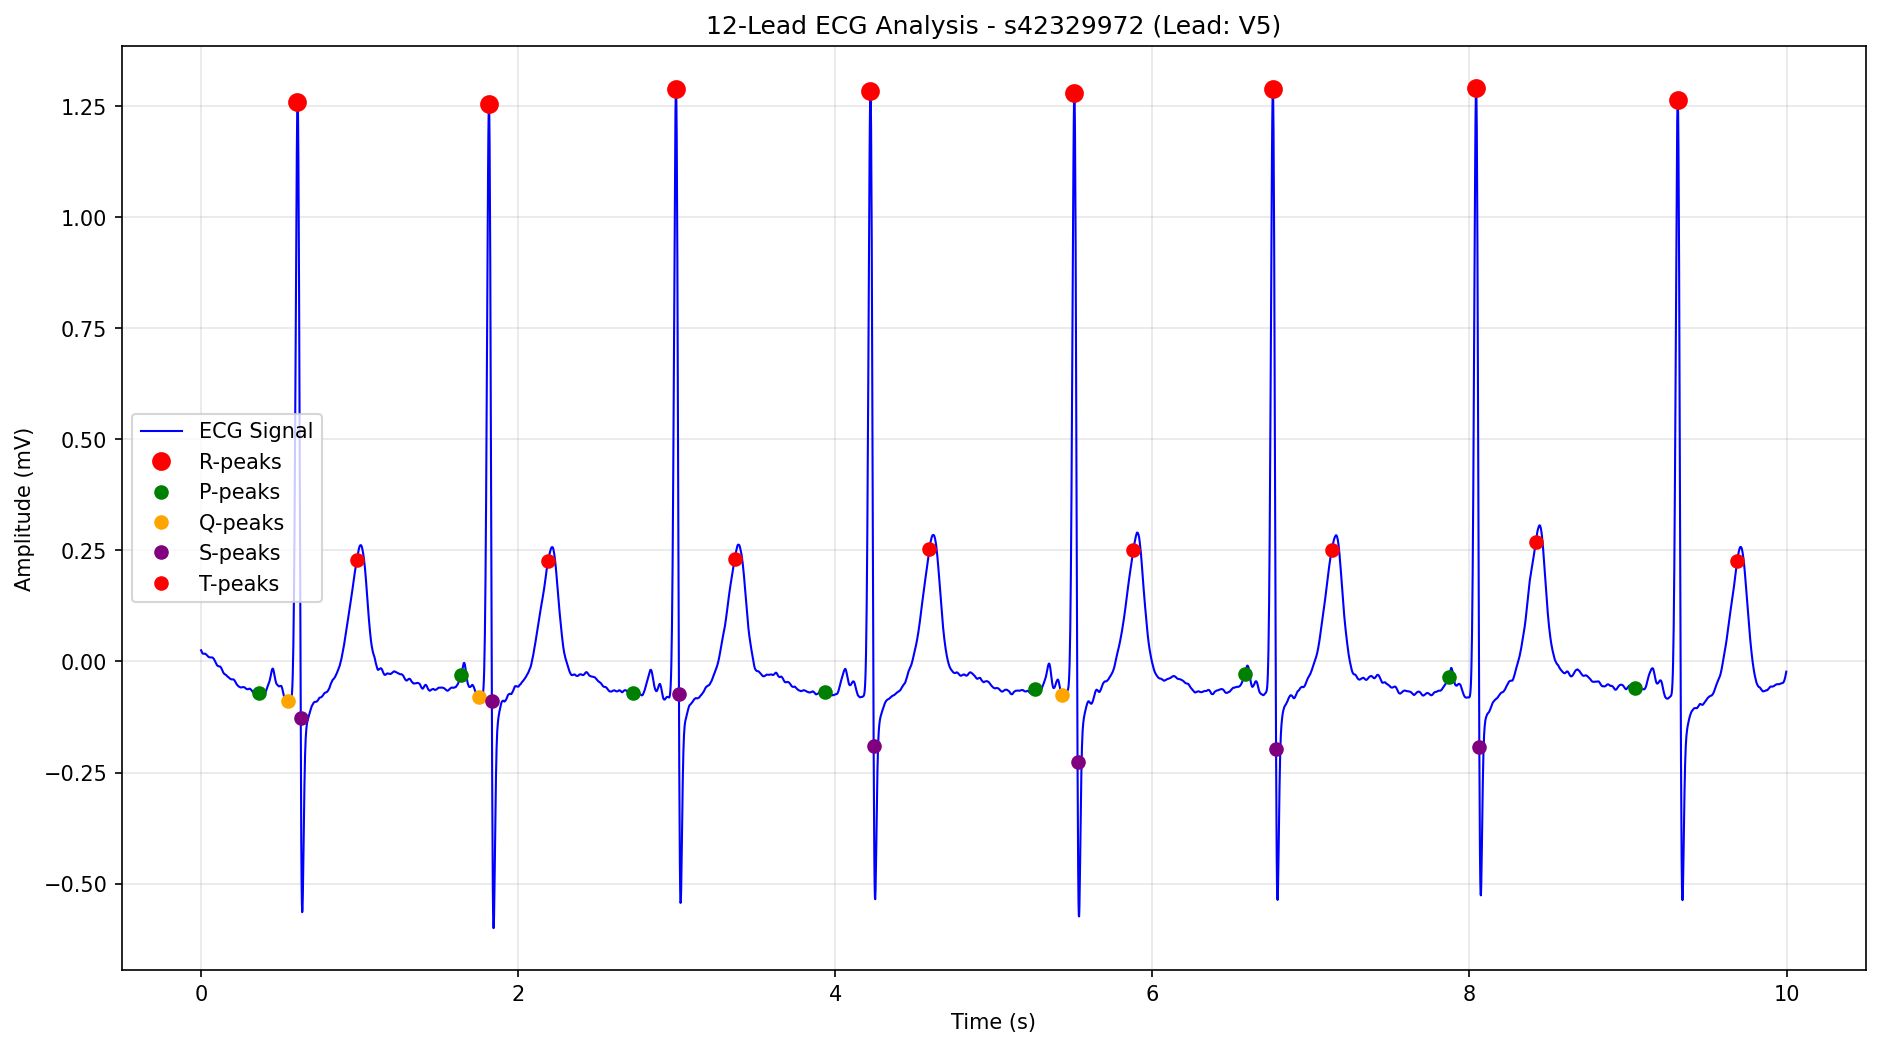 12-Lead ECG Analysis - s42329972 (Lead: V5)
Amplitude (mV)
1.25
1.00
0.75
0.50
0.25
0.00
−0.25
−0.50
ECG Signal
R-peaks
P-peaks
Q-peaks
S-peaks
T-peaks
0 2 4 6 8 10
Time (s)